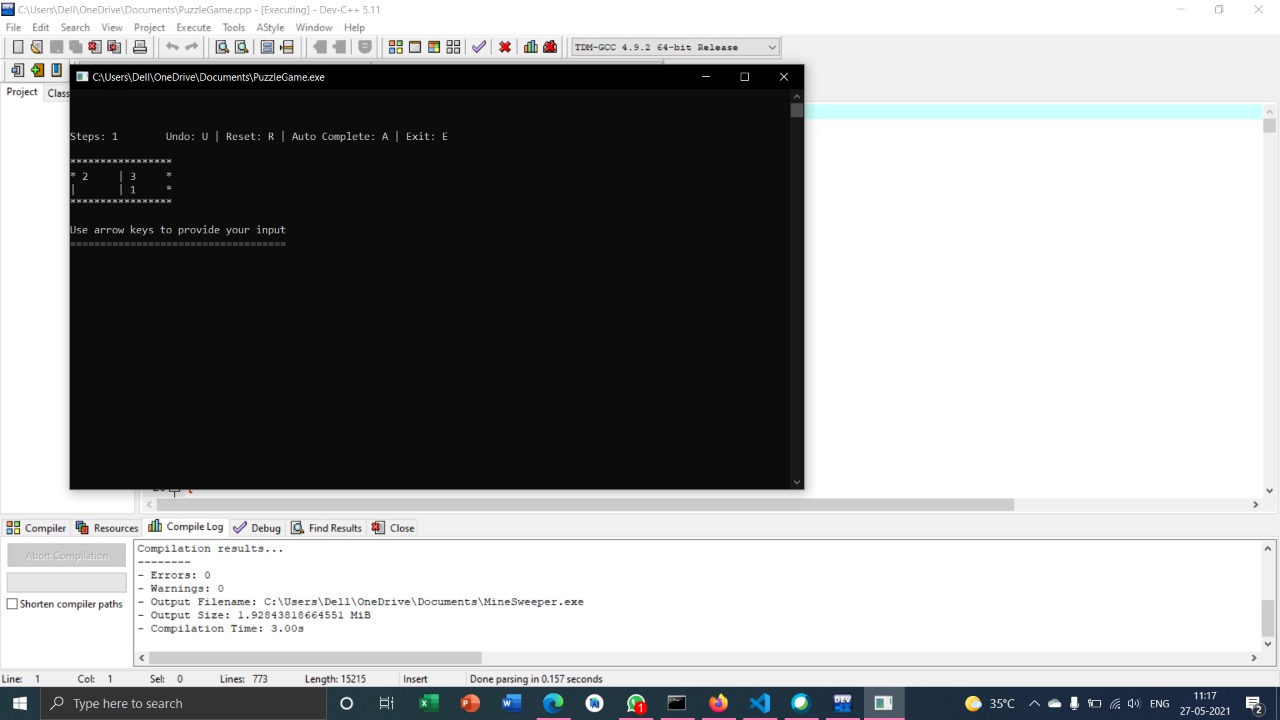 C:\Users\Dell\OneDrive\Documents\PuzzleGame.cpp - [Executing] - Dev-C++ 5.11
File Edit Search View Project Execute Tools AStyle Window Help
TDM-GCC 4.9.2 64-bit Release
C:\Users\Dell\OneDrive\Documents\PuzzleGame.exe
Project Class
Steps: 1 Undo: U | Reset: R | Auto Complete: A | Exit: E
*****************
* 2 | 3 *
| | 1 *
*****************
Use arrow keys to provide your input
====================================
Compiler Resources Compile Log Debug Find Results Close
Abort Compilation
Shorten compiler paths
Compilation results...
--------
- Errors: 0
- Warnings: 0
- Output Filename: C:\Users\Dell\OneDrive\Documents\MineSweeper.exe
- Output Size: 1.92843818664551 MiB
- Compilation Time: 3.00s
Line: 1 Col: 1 Sel: 0 Lines: 773 Length: 15215 Insert Done parsing in 0.157 seconds
Type here to search
1
35°C
ENG
11:17
27-05-2021
2